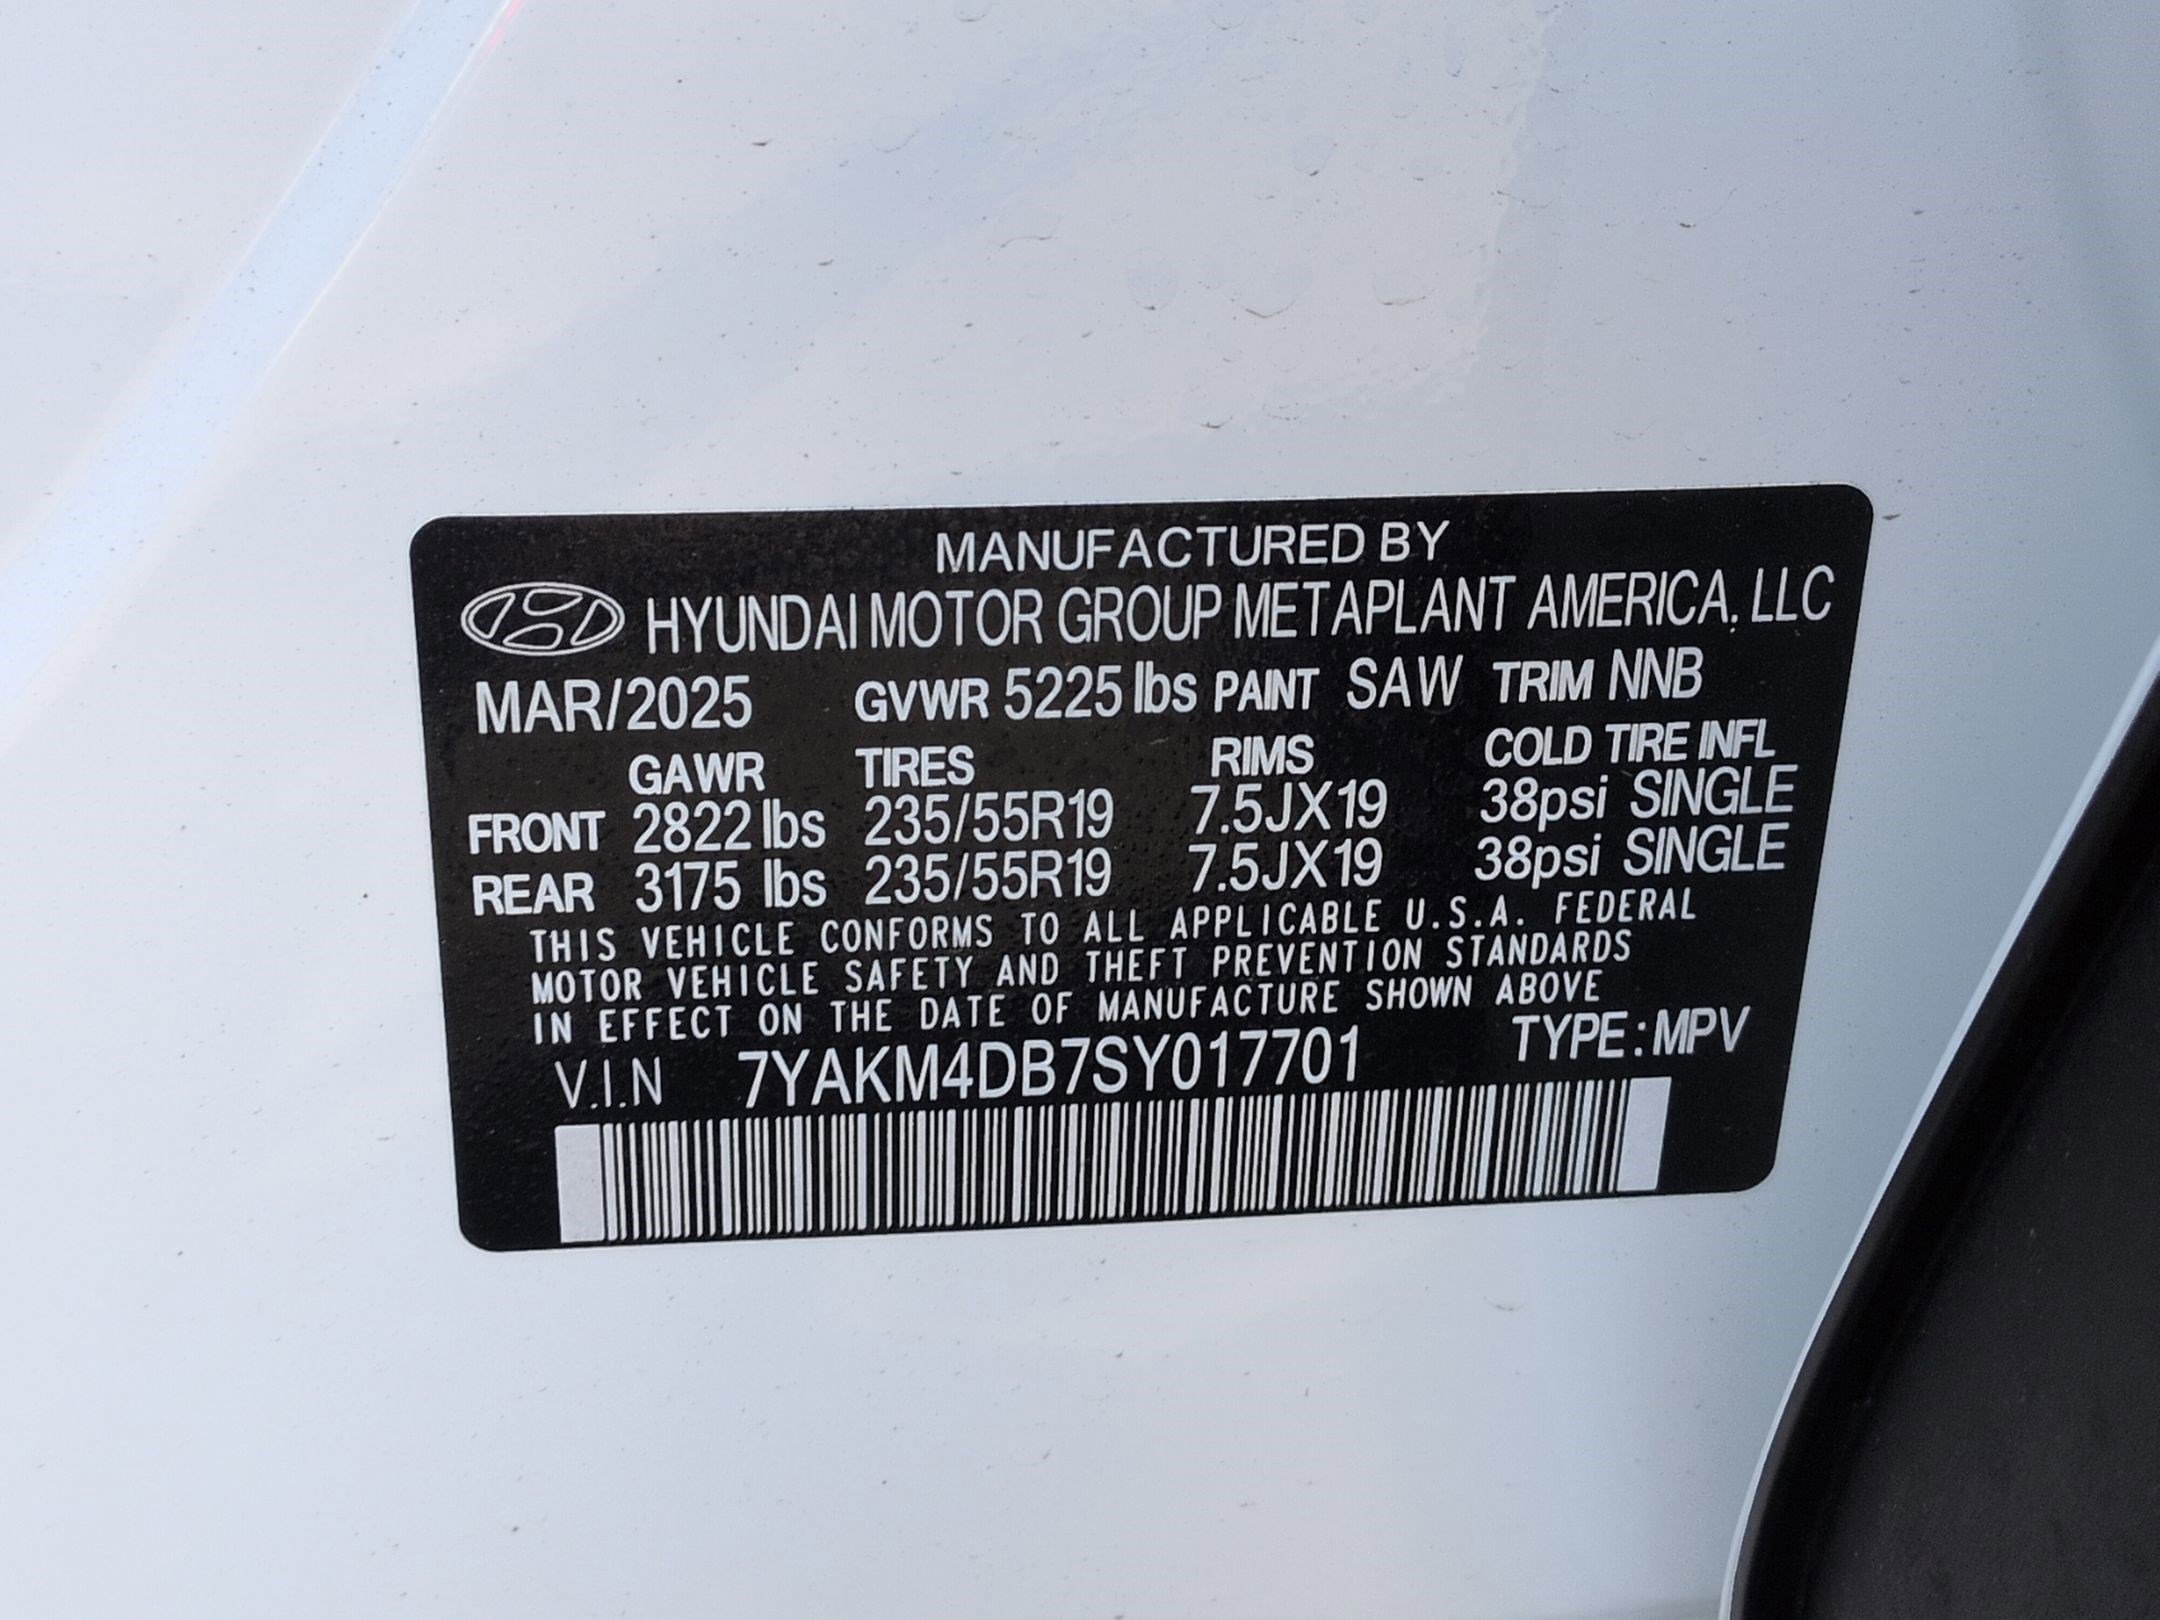 MANUFACTURED BY
HYUNDAI MOTOR GROUP METAPLANT AMERICA, LLC
MAR/2025 GVWR 5225 lbs PAINT SAW TRIM NNB
GAWR TIRES RIMS COLD TIRE INFL
FRONT 2822 lbs 235/55R19 7.5JX19 38psi SINGLE
REAR 3175 lbs 235/55R19 7.5JX19 38psi SINGLE
THIS VEHICLE CONFORMS TO ALL APPLICABLE U.S.A. FEDERAL
MOTOR VEHICLE SAFETY AND THEFT PREVENTION STANDARDS
IN EFFECT ON THE DATE OF MANUFACTURE SHOWN ABOVE
V.I.N 7YAKM4DB7SY017701 TYPE:MPV